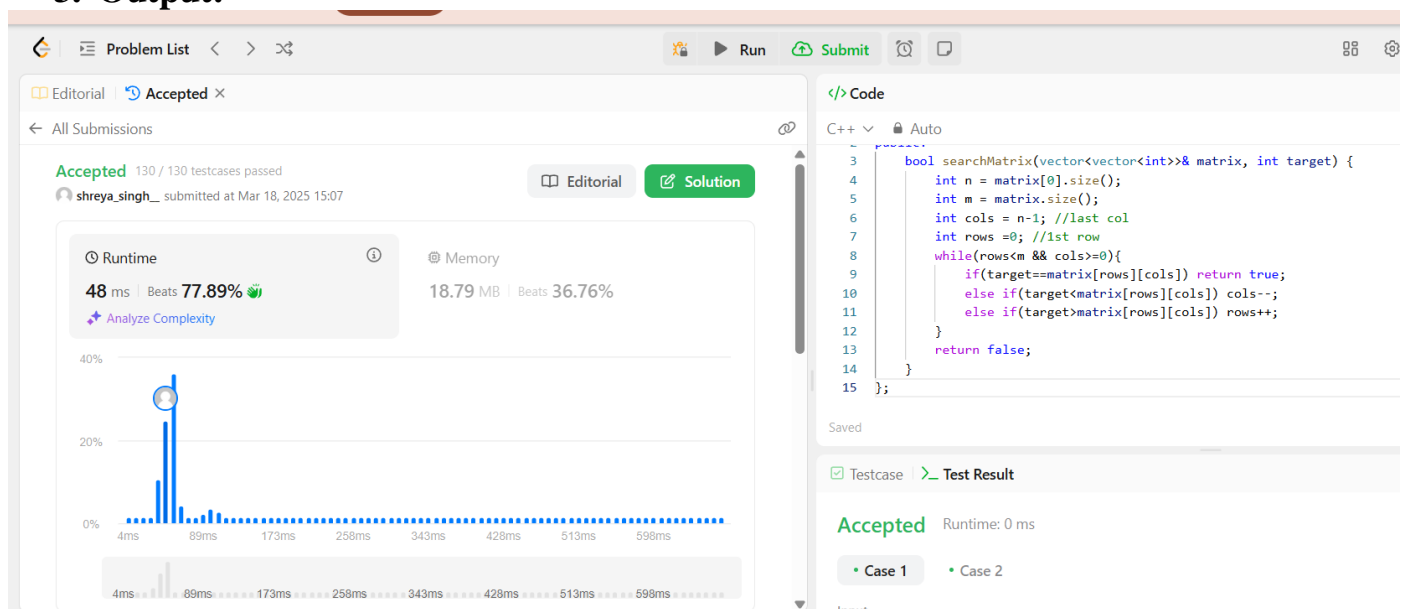 3. Output:
Problem List
Run
Submit
Editorial
Accepted
All Submissions
Accepted 130 / 130 testcases passed
shreya_singh__ submitted at Mar 18, 2025 15:07
Editorial
Solution
Runtime
48 ms Beats 77.89%
Analyze Complexity
Memory
18.79 MB Beats 36.76%
40%
20%
0%
4ms 89ms 173ms 258ms 343ms 428ms 513ms 598ms
4ms 89ms 173ms 258ms 343ms 428ms 513ms 598ms
</> Code
C++ Auto
2 public:
3 bool searchMatrix(vector<vector<int>>& matrix, int target) {
4 int n = matrix[0].size();
5 int m = matrix.size();
6 int cols = n-1; //last col
7 int rows =0; //1st row
8 while(rows<m && cols>=0){
9 if(target==matrix[rows][cols]) return true;
10 else if(target<matrix[rows][cols]) cols--;
11 else if(target>matrix[rows][cols]) rows++;
12 }
13 return false;
14 }
15 };
Saved
Testcase
>_ Test Result
Accepted Runtime: 0 ms
• Case 1 • Case 2